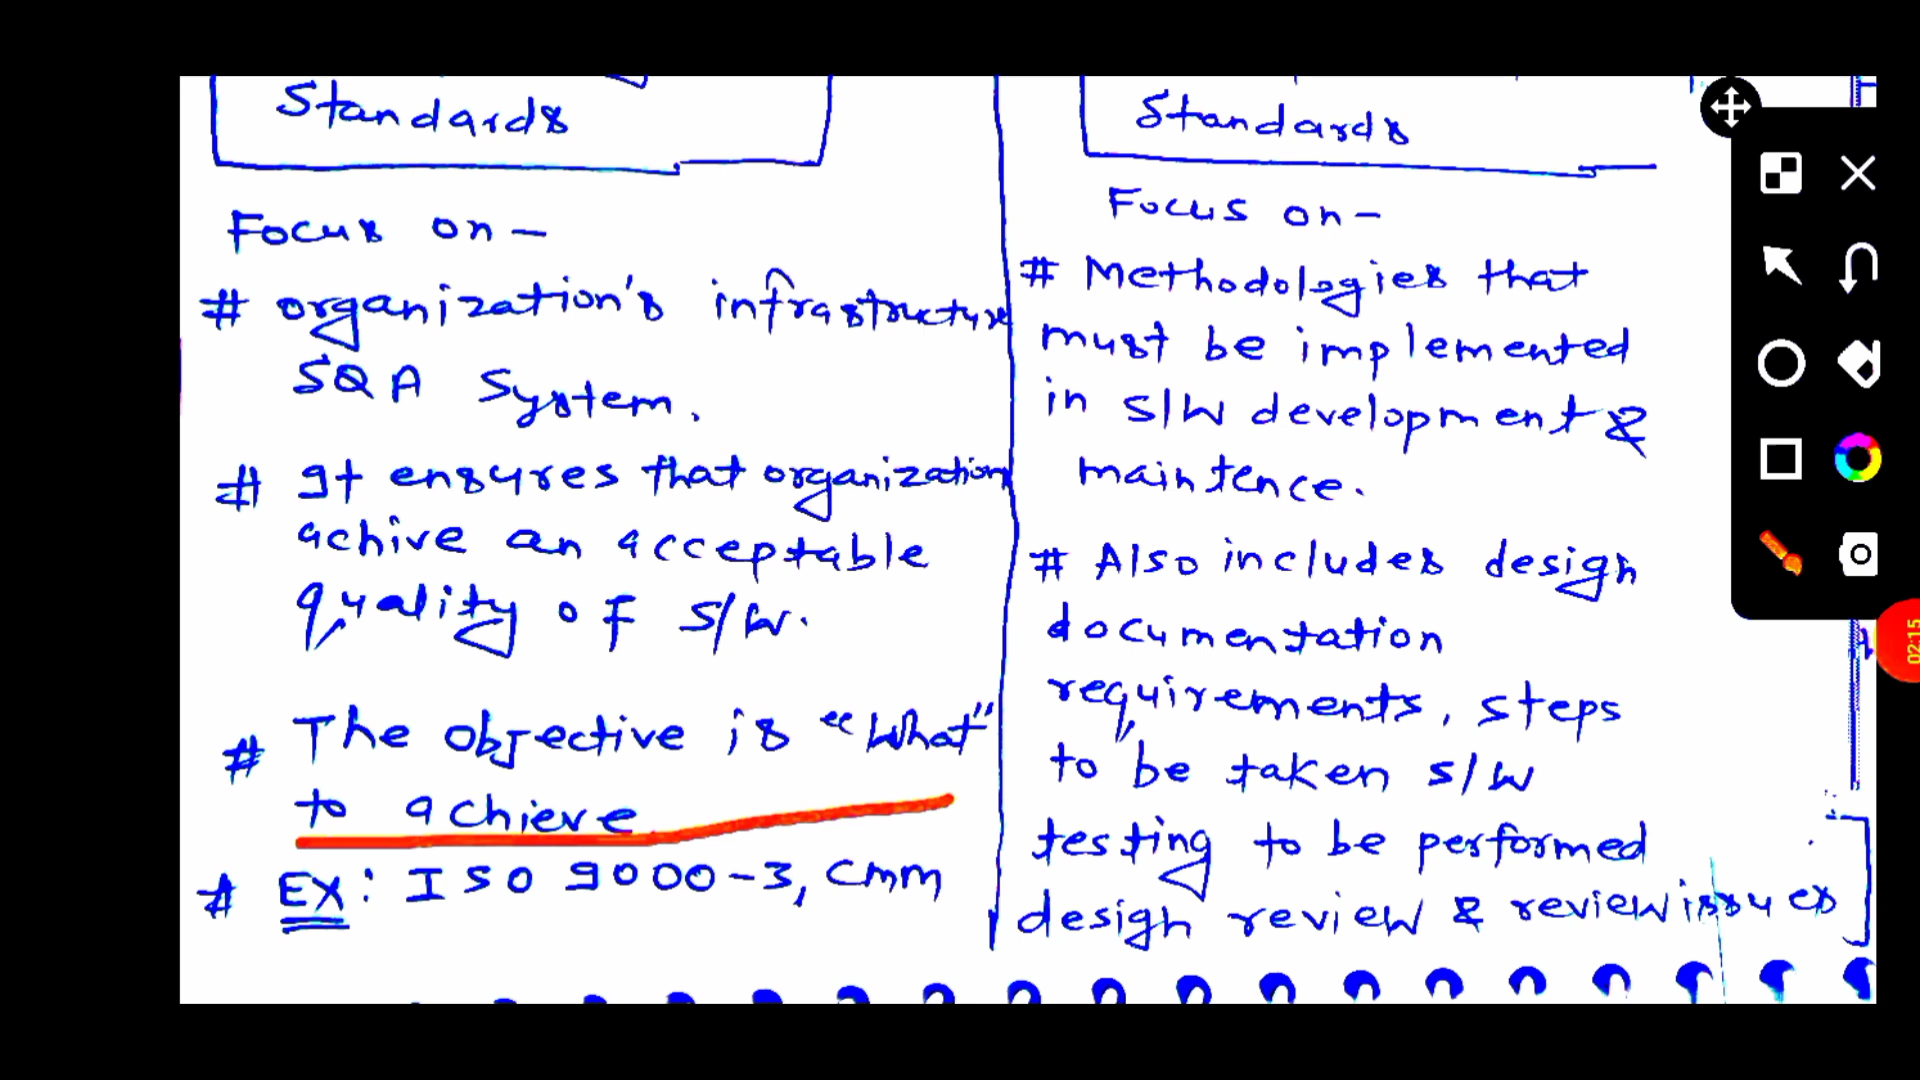 Standards
Focus on -
# organization's infrastructure
SQA System.
# It ensures that organization
achive an acceptable
quality of S/W.
# The objective is "What"
to achieve
# EX: ISO 9000-3, CMM
Standards
Focus on -
# Methodologies that
must be implemented
in S/W development &
maintence.
# Also includes design
documentation
requirements, steps
to be taken S/W
testing to be performed
design review & review issues
02:15